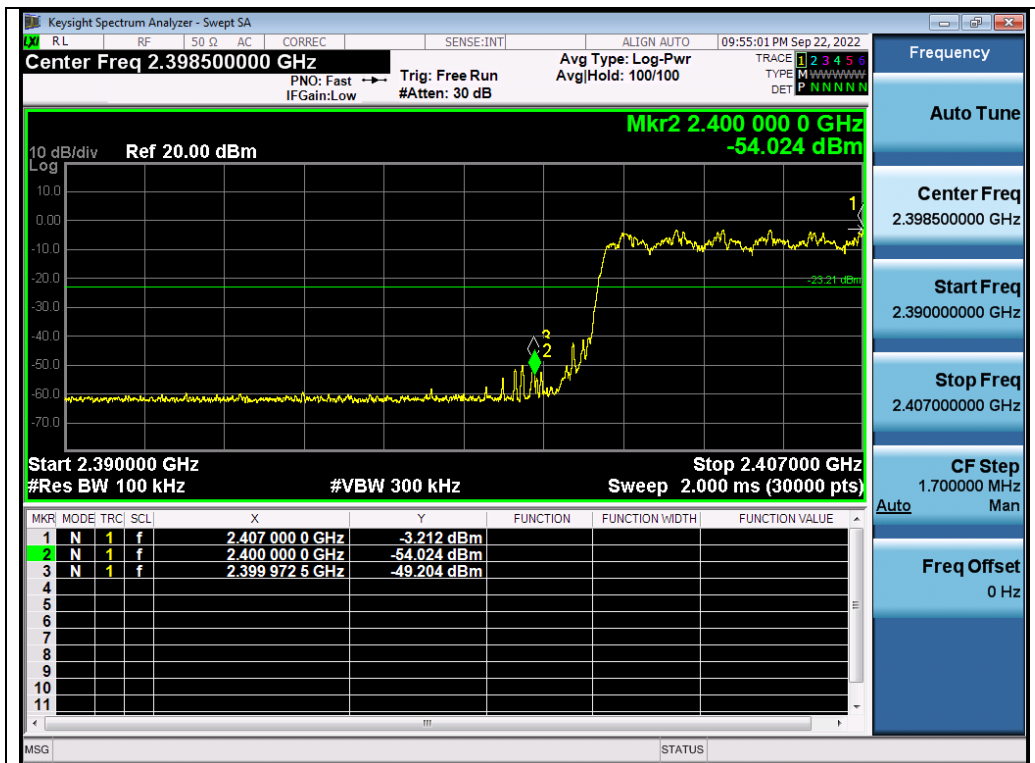 Keysight Spectrum Analyzer - Swept SA
LXI RL RF 50 Ω AC CORREC SENSE:INT ALIGN AUTO 09:55:01 PM Sep 22, 2022
Center Freq 2.398500000 GHz
PNO: Fast
IFGain:Low
Trig: Free Run
#Atten: 30 dB
Avg Type: Log-Pwr
Avg|Hold: 100/100
TRACE 1 2 3 4 5 6
TYPE M WWWWW
DET P N N N N N
Mkr2 2.400 000 0 GHz
-54.024 dBm
10 dB/div Ref 20.00 dBm
Log
10.0
0.00
-10.0
-20.0
-30.0
-40.0
-50.0
-60.0
-70.0
1
-23.21 dBm
3
2
Start 2.390000 GHz Stop 2.407000 GHz
#Res BW 100 kHz #VBW 300 kHz Sweep 2.000 ms (30000 pts)
MKR MODE TRC SCL X Y FUNCTION FUNCTION WIDTH FUNCTION VALUE
1 N 1 f 2.407 000 0 GHz -3.212 dBm
2 N 1 f 2.400 000 0 GHz -54.024 dBm
3 N 1 f 2.399 972 5 GHz -49.204 dBm
4
5
6
7
8
9
10
11
MSG STATUS
Frequency
Auto Tune
Center Freq
2.398500000 GHz
Start Freq
2.390000000 GHz
Stop Freq
2.407000000 GHz
CF Step
1.700000 MHz
Auto Man
Freq Offset
0 Hz